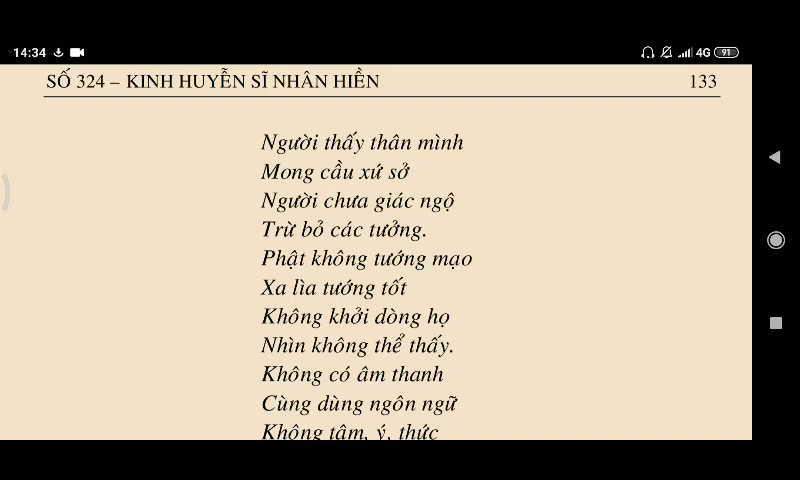 14:34 4G 91
SỐ 324 – KINH HUYỄN SĨ NHÂN HIỀN 133
Người thấy thân mình
Mong cầu xứ sở
Người chưa giác ngộ
Trừ bỏ các tưởng.
Phật không tướng mạo
Xa lìa tướng tốt
Không khởi dòng họ
Nhìn không thể thấy.
Không có âm thanh
Cùng dùng ngôn ngữ
Không tâm, ý, thức